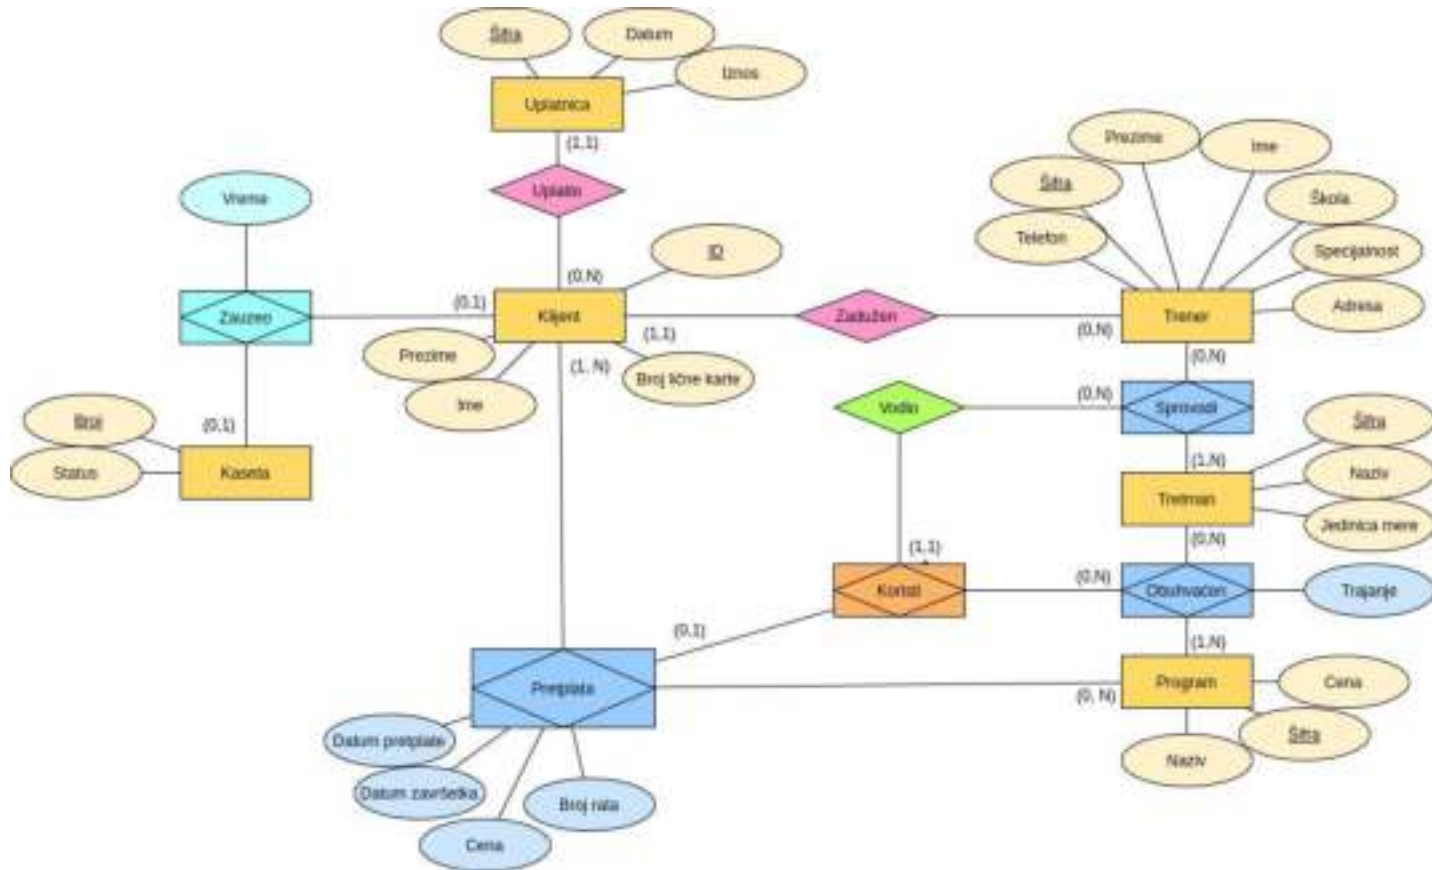 Šifra
Datum
Iznos
Uplatnica
(1,1)
Uplatio
(0,N)
Vreme
Zauzeo
(0,1)
Klijent
ID
Prezime
Ime
Broj lične karte
(1,1)
(1, N)
Zadužen
(0,N)
Prezime
Ime
Šifra
Škola
Telefon
Specijalnost
Adresa
Trener
(0,N)
Vodio
(0,N)
Sprovodi
(1,N)
Broj
(0,1)
Status
Kaseta
Šifra
Naziv
Tretman
Jedinica mere
(0,N)
(1,1)
Koristi
(0,N)
Obuhvaćen
Trajanje
(0,1)
(1,N)
Pretplata
Program
(0, N)
Cena
Šifra
Naziv
Datum pretplate
Datum završetka
Cena
Broj rata